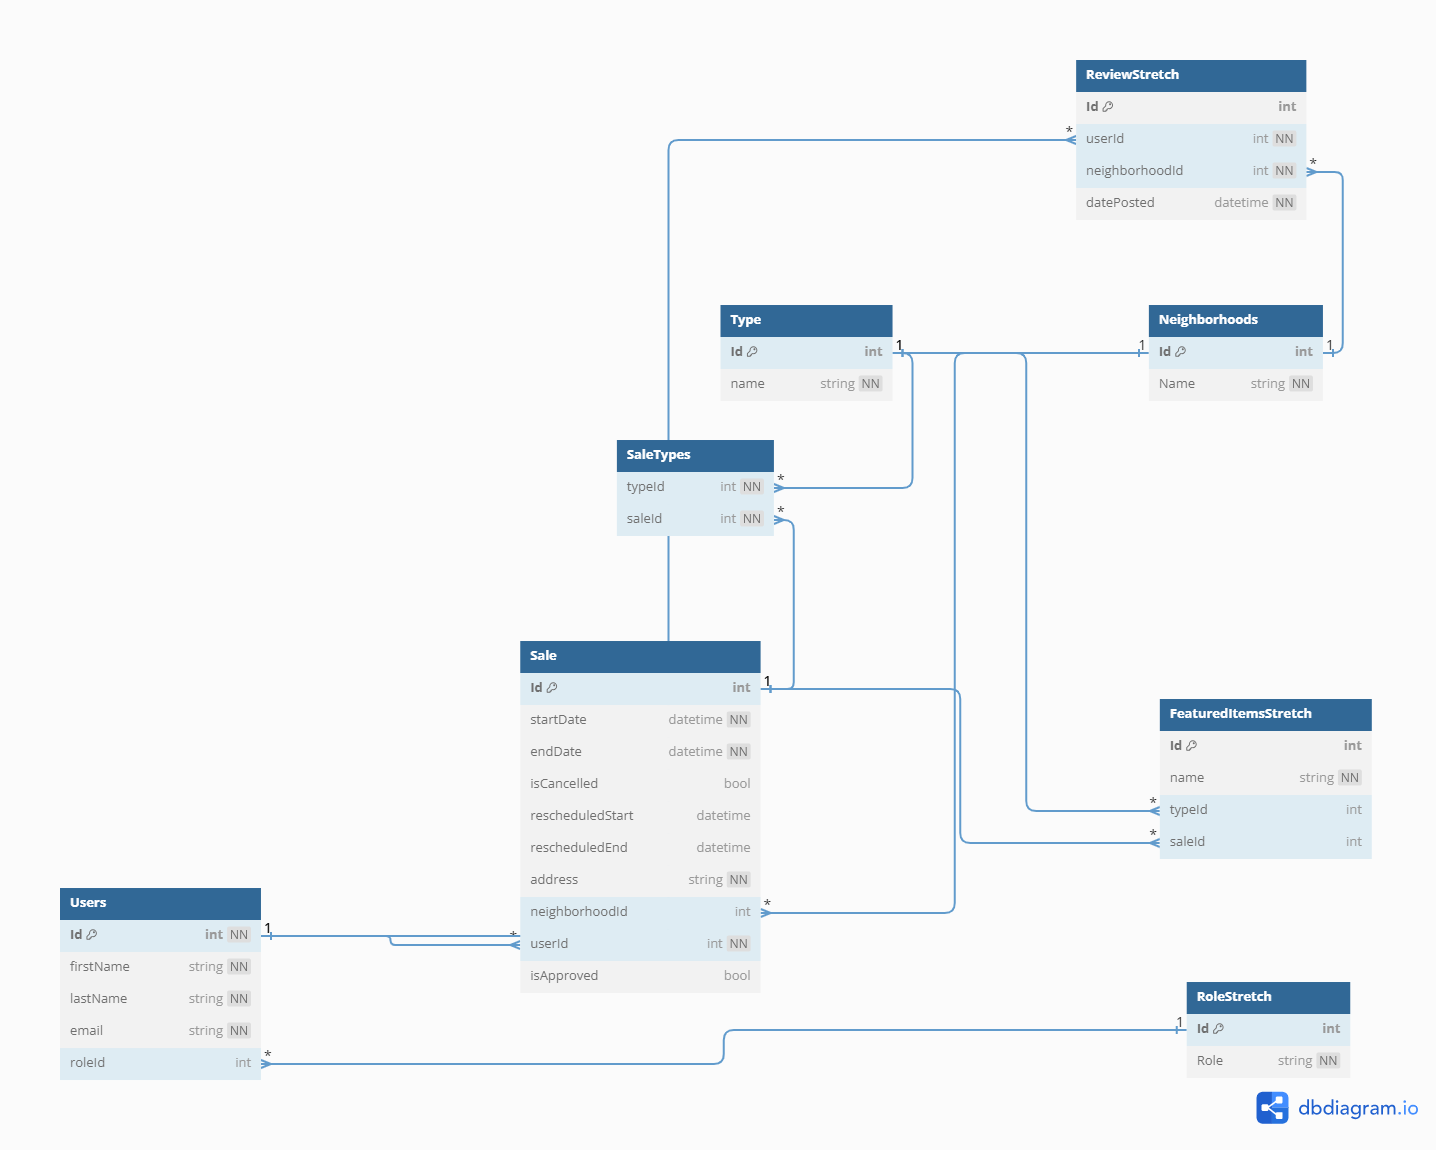 ReviewStretch
Id int
* userId int NN
neighborhoodId int NN *
datePosted datetime NN
Type
Id int 1
name string NN
Neighborhoods
1 Id int 1
Name string NN
SaleTypes
typeId int NN *
saleId int NN *
Sale
Id int 1
startDate datetime NN
endDate datetime NN
isCancelled bool
rescheduledStart datetime
rescheduledEnd datetime
address string NN
neighborhoodId int *
* userId int NN
isApproved bool
FeaturedItemsStretch
Id int
name string NN
* typeId int
* saleId int
Users
Id int NN 1
firstName string NN
lastName string NN
email string NN
roleId int *
RoleStretch
1 Id int
Role string NN
dbdiagram.io